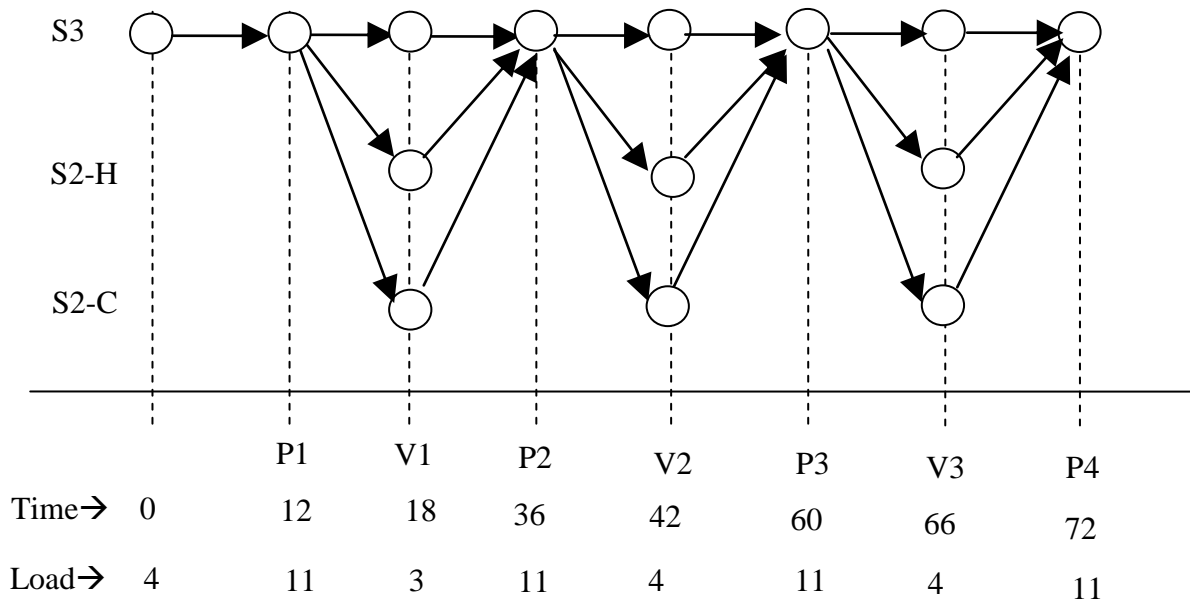 S3
S2-H
S2-C
P1 V1 P2 V2 P3 V3 P4
Time→ 0 12 18 36 42 60 66 72
Load→ 4 11 3 11 4 11 4 11